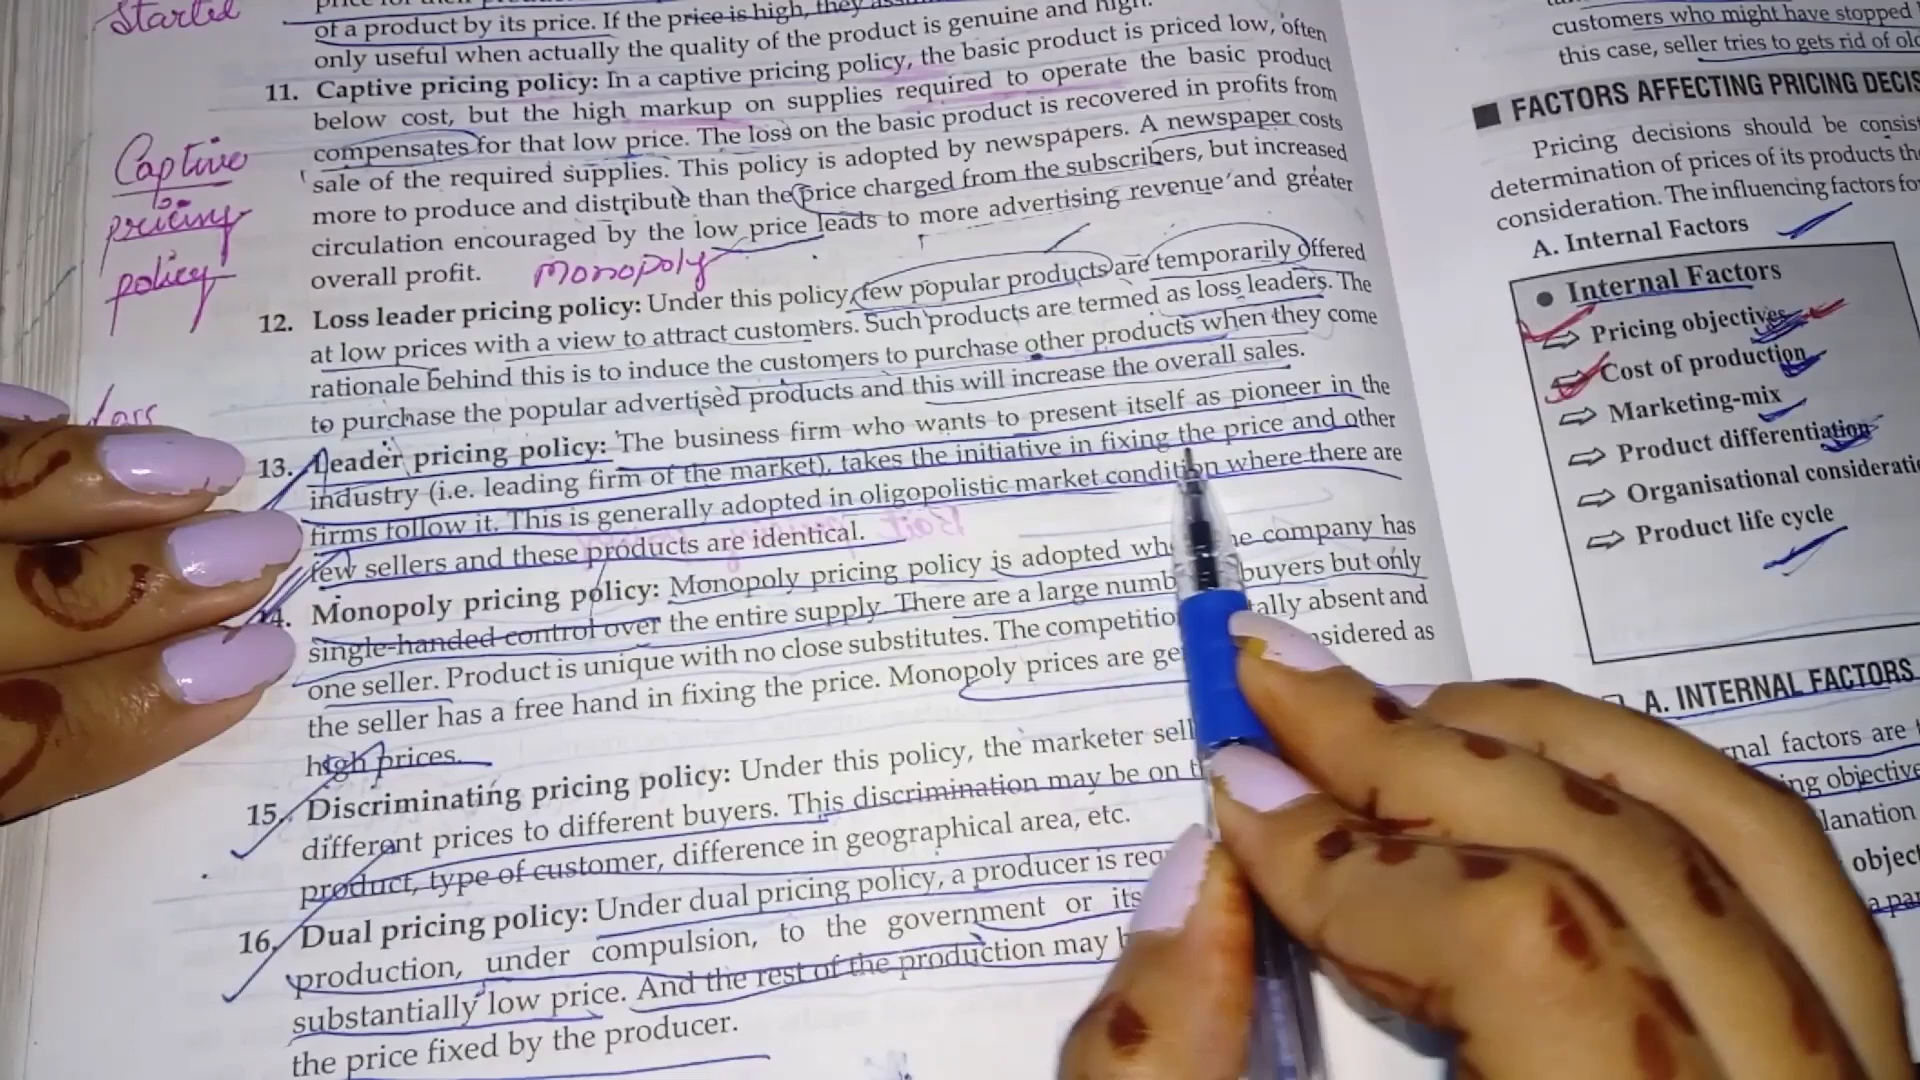 Started
of a product by its price. If the price is high, they
only useful when actually the quality of the product is genuine and high.
11. Captive pricing policy: In a captive pricing policy, the basic product is priced low, often
below cost, but the high markup on supplies required to operate the basic product
compensates for that low price. The loss on the basic product is recovered in profits from
sale of the required supplies. This policy is adopted by newspapers. A newspaper costs
more to produce and distribute than the price charged from the subscribers, but increased
circulation encouraged by the low price leads to more advertising revenue and greater
overall profit.
Monopoly
Captive
pricing
policy
12. Loss leader pricing policy: Under this policy, few popular products are temporarily offered
at low prices with a view to attract customers. Such products are termed as loss leaders. The
rationale behind this is to induce the customers to purchase other products when they come
to purchase the popular advertised products and this will increase the overall sales.
Loss
13. Leader pricing policy: The business firm who wants to present itself as pioneer in the
industry (i.e. leading firm of the market), takes the initiative in fixing the price and other
firms follow it. This is generally adopted in oligopolistic market condition where there are
few sellers and these products are identical.
14. Monopoly pricing policy: Monopoly pricing policy is adopted company has
single-handed control over the entire supply. There are a large buyers but only
one seller. Product is unique with no close substitutes. The absent and
the seller has a free hand in fixing the price. Monopoly prices are as
high prices.
15. Discriminating pricing policy: Under this policy, the marketer
different prices to different buyers. This discrimination may be on
product, type of customer, difference in geographical area, etc.
16. Dual pricing policy: Under dual pricing policy, a producer is
production, under compulsion, to the government or its
substantially low price. And the rest of the production may
the price fixed by the producer.
customers who might have stopped
this case, seller tries to gets rid of
FACTORS AFFECTING PRICING
Pricing decisions should be
determination of prices of its products
consideration. The influencing factors
A. Internal Factors
● Internal Factors
⇨ Pricing objectives
⇨ Cost of production
⇨ Marketing-mix
⇨ Product differentiation
⇨ Organisational
⇨ Product life cycle
A. INTERNAL FACTORS
factors are